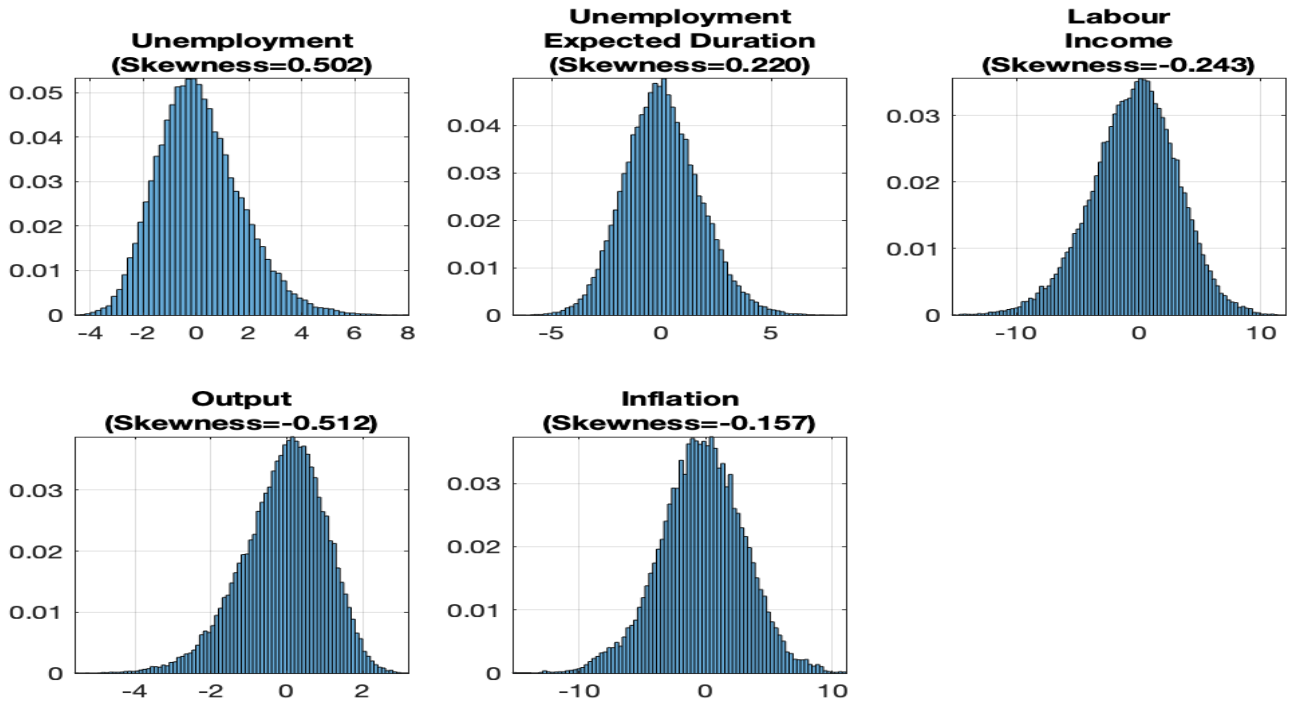 Unemployment
(Skewness=0.502)
0.05
0.04
0.03
0.02
0.01
0
-4 -2 0 2 4 6 8
Unemployment
Expected Duration
(Skewness=0.220)
0.04
0.03
0.02
0.01
0
-5 0 5
Labour
Income
(Skewness=-0.243)
0.03
0.02
0.01
0
-10 0 10
Output
(Skewness=-0.512)
0.03
0.02
0.01
0
-4 -2 0 2
Inflation
(Skewness=-0.157)
0.03
0.02
0.01
0
-10 0 10